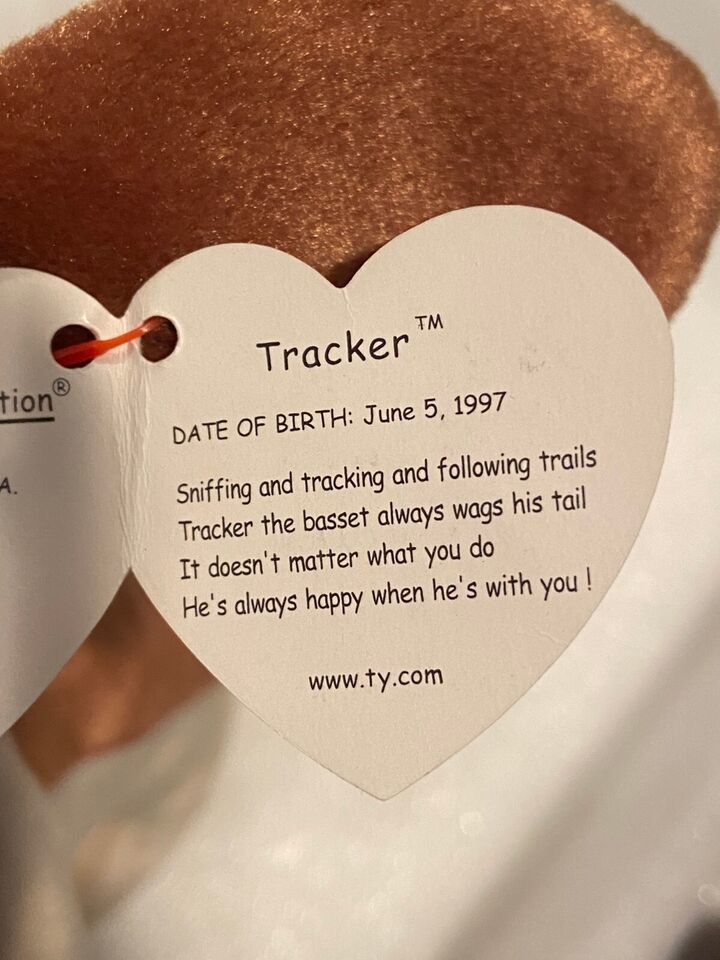 tion®
A.
Tracker™
DATE OF BIRTH: June 5, 1997
Sniffing and tracking and following trails
Tracker the basset always wags his tail
It doesn't matter what you do
He's always happy when he's with you !
www.ty.com